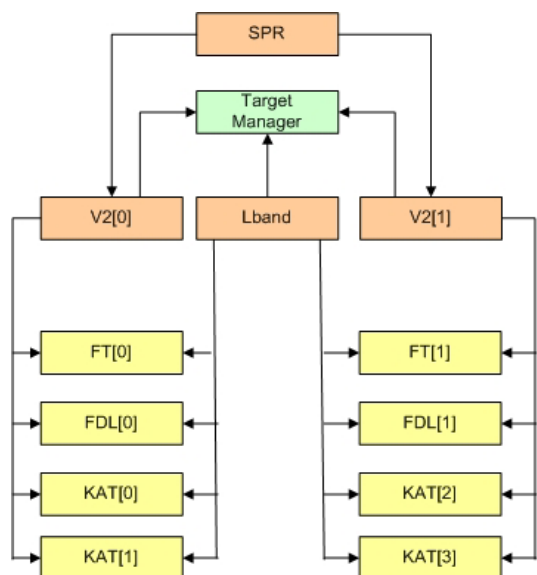 SPR
Target
Manager
V2[0]
Lband
V2[1]
FT[0]
FT[1]
FDL[0]
FDL[1]
KAT[0]
KAT[2]
KAT[1]
KAT[3]